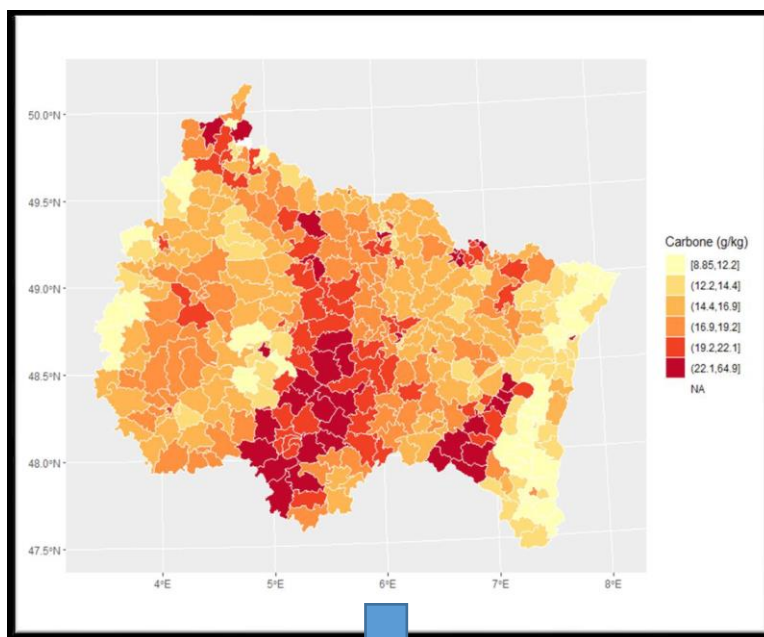 50.0°N
49.5°N
49.0°N
48.5°N
48.0°N
47.5°N
4°E
5°E
6°E
7°E
8°E
Carbone (g/kg)
[8.85,12.2]
(12.2,14.4]
(14.4,16.9]
(16.9,19.2]
(19.2,22.1]
(22.1,64.9]
NA